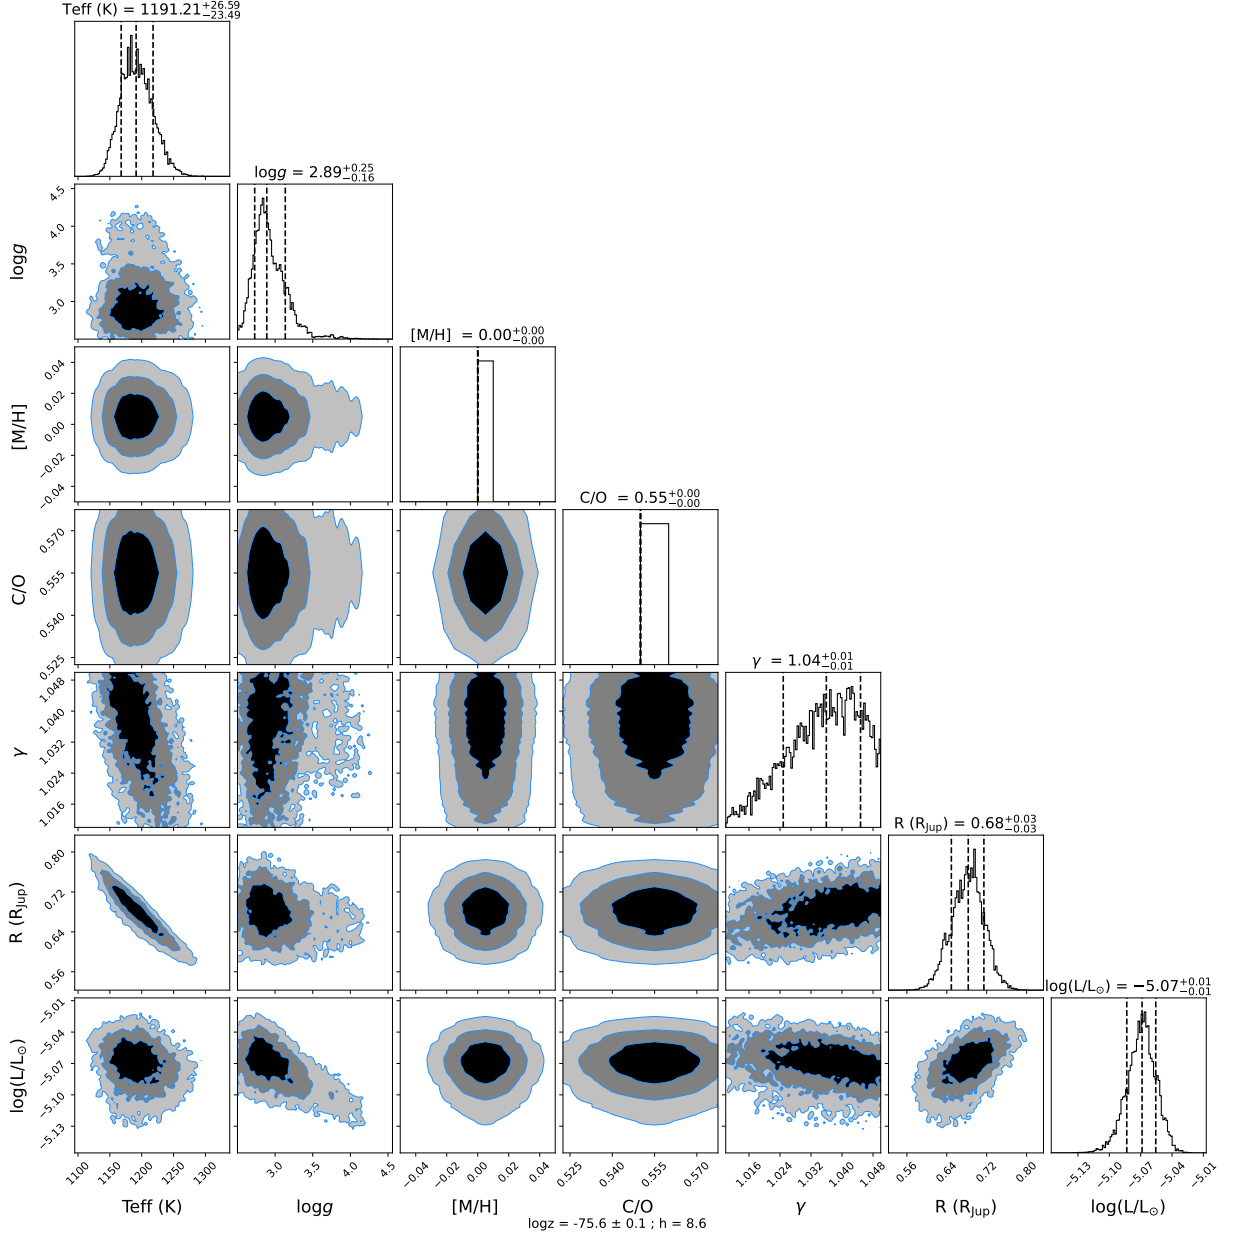 Teff (K) = 1191.21+26.59−23.49
logg = 2.89+0.25−0.16
4.5
4.0
3.5
3.0
logg
[M/H] = 0.00+0.00−0.00
0.04
0.02
0.00
−0.02
−0.04
[M/H]
C/O = 0.55+0.00−0.00
0.570
0.555
0.540
0.525
C/O
γ = 1.04+0.01−0.01
1.048
1.040
1.032
1.024
1.016
γ
R (RJup) = 0.68+0.03−0.03
0.80
0.72
0.64
0.56
R (RJup)
log(L/L⊙) = −5.07+0.01−0.01
−5.01
−5.04
−5.07
−5.10
−5.13
log(L/L⊙)
1100 1150 1200 1250 1300 3.0 3.5 4.0 4.5 −0.04 −0.02 0.00 0.02 0.04 0.525 0.540 0.555 0.570 1.016 1.024 1.032 1.040 1.048 0.56 0.64 0.72 0.80 −5.13 −5.10 −5.07 −5.04 −5.01
Teff (K) logg [M/H] C/O γ R (RJup) log(L/L⊙)
logz = -75.6 ± 0.1 ; h = 8.6